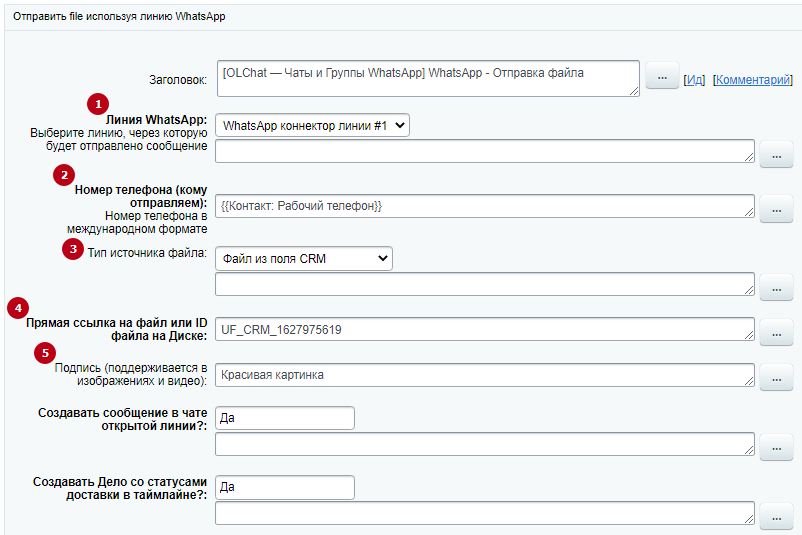 Отправить file используя линию WhatsApp
Заголовок:
[OLChat — Чаты и Группы WhatsApp] WhatsApp - Отправка файла
...
[Ид] [Комментарий]
1
Линия WhatsApp:
Выберите линию, через которую
будет отправлено сообщение
WhatsApp коннектор линии #1
...
2
Номер телефона (кому
отправляем):
Номер телефона в
международном формате
{{Контакт: Рабочий телефон}}
...
3
Тип источника файла:
Файл из поля CRM
...
4
Прямая ссылка на файл или ID
файла на Диске:
UF_CRM_1627975619
...
5
Подпись (поддерживается в
изображениях и видео):
Красивая картинка
...
Создавать сообщение в чате
открытой линии?:
Да
...
Создавать Дело со статусами
доставки в таймлайне?:
Да
...